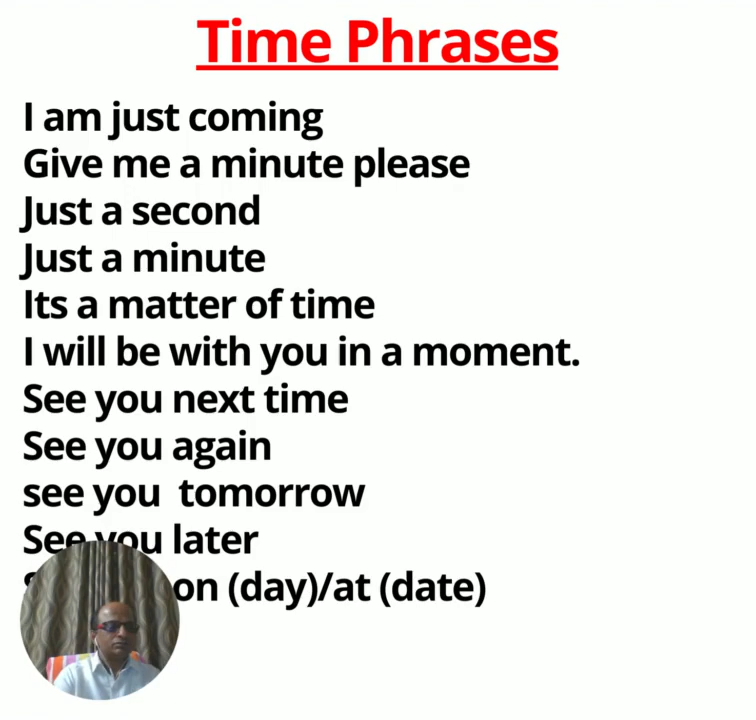 Time Phrases
I am just coming
Give me a minute please
Just a second
Just a minute
Its a matter of time
I will be with you in a moment.
See you next time
See you again
see you  tomorrow
See you later
on (day)/at (date)